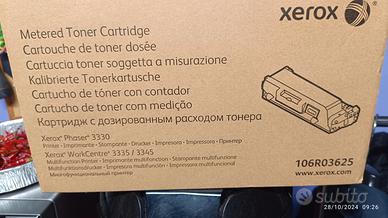 xerox
Metered Toner Cartridge
Cartouche de toner dosée
Cartuccia toner soggetta a misurazione
Kalibrierte Tonerkartusche
Cartucho de tóner con contador
Cartucho de toner com medição
Картридж с дозированным расходом тонера
Xerox® Phaser® 3330
Printer - Imprimante - Stampante - Drucker - Impresora - Impressora - Принтер
Xerox® WorkCentre® 3335 / 3345
Multifunction Printer - Imprimante multifonction - Stampante multifunzione
Multifunktionsdrucker - Impresora multifunción - Impressora multifuncional
Многофункциональный принтер
106R03625
www.xerox.com
subito
28/10/2024 09:26